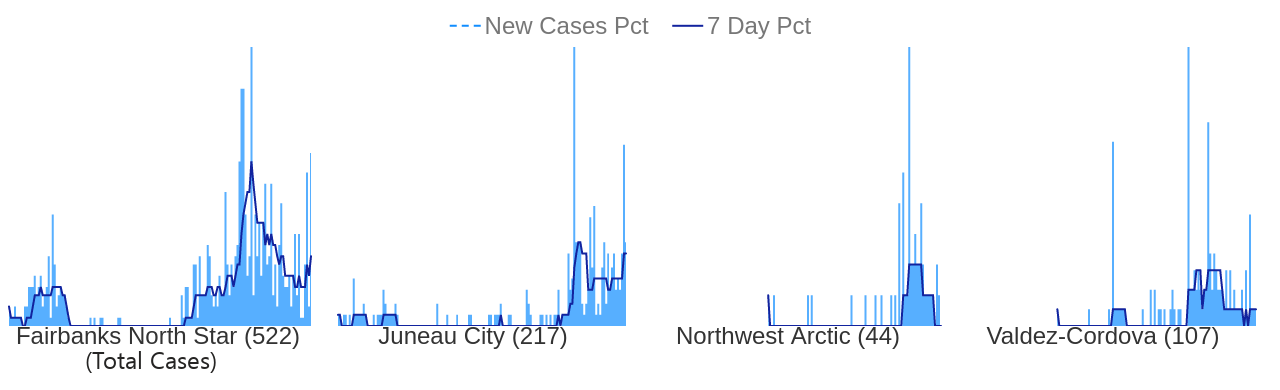 New Cases Pct 7 Day Pct
Fairbanks North Star (522) Juneau City (217) Northwest Arctic (44) Valdez-Cordova (107)
(Total Cases)